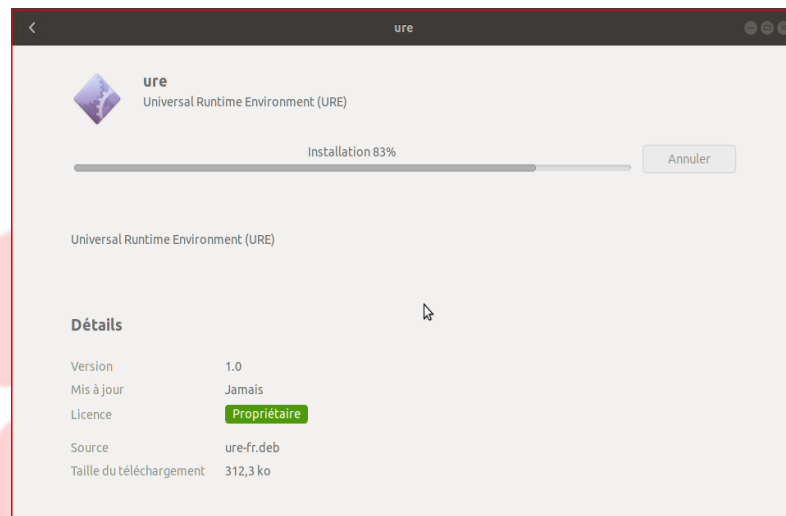 ure
ure
Universal Runtime Environment (URE)
Installation 83%
Annuler
Universal Runtime Environment (URE)
Détails
Version 1.0
Mis à jour Jamais
Licence Propriétaire
Source ure-fr.deb
Taille du téléchargement 312,3 ko